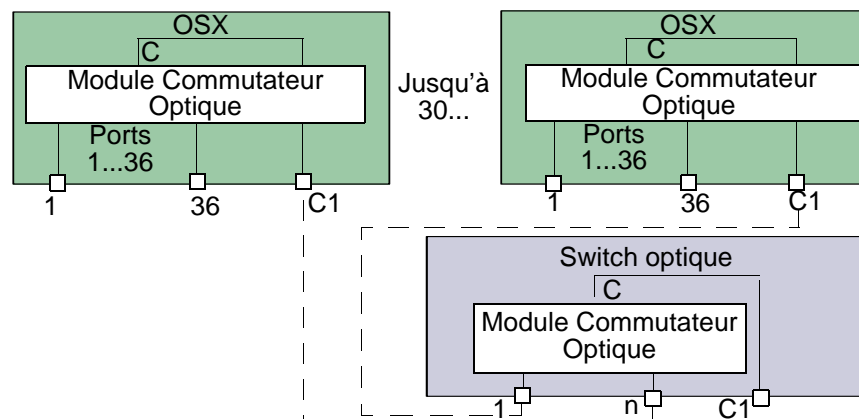 OSX
C
Module Commutateur
Optique
Ports
1...36
1
36
C1
Jusqu'à
30...
OSX
C
Module Commutateur
Optique
Ports
1...36
1
36
C1
Switch optique
C
Module Commutateur
Optique
1
n
C1